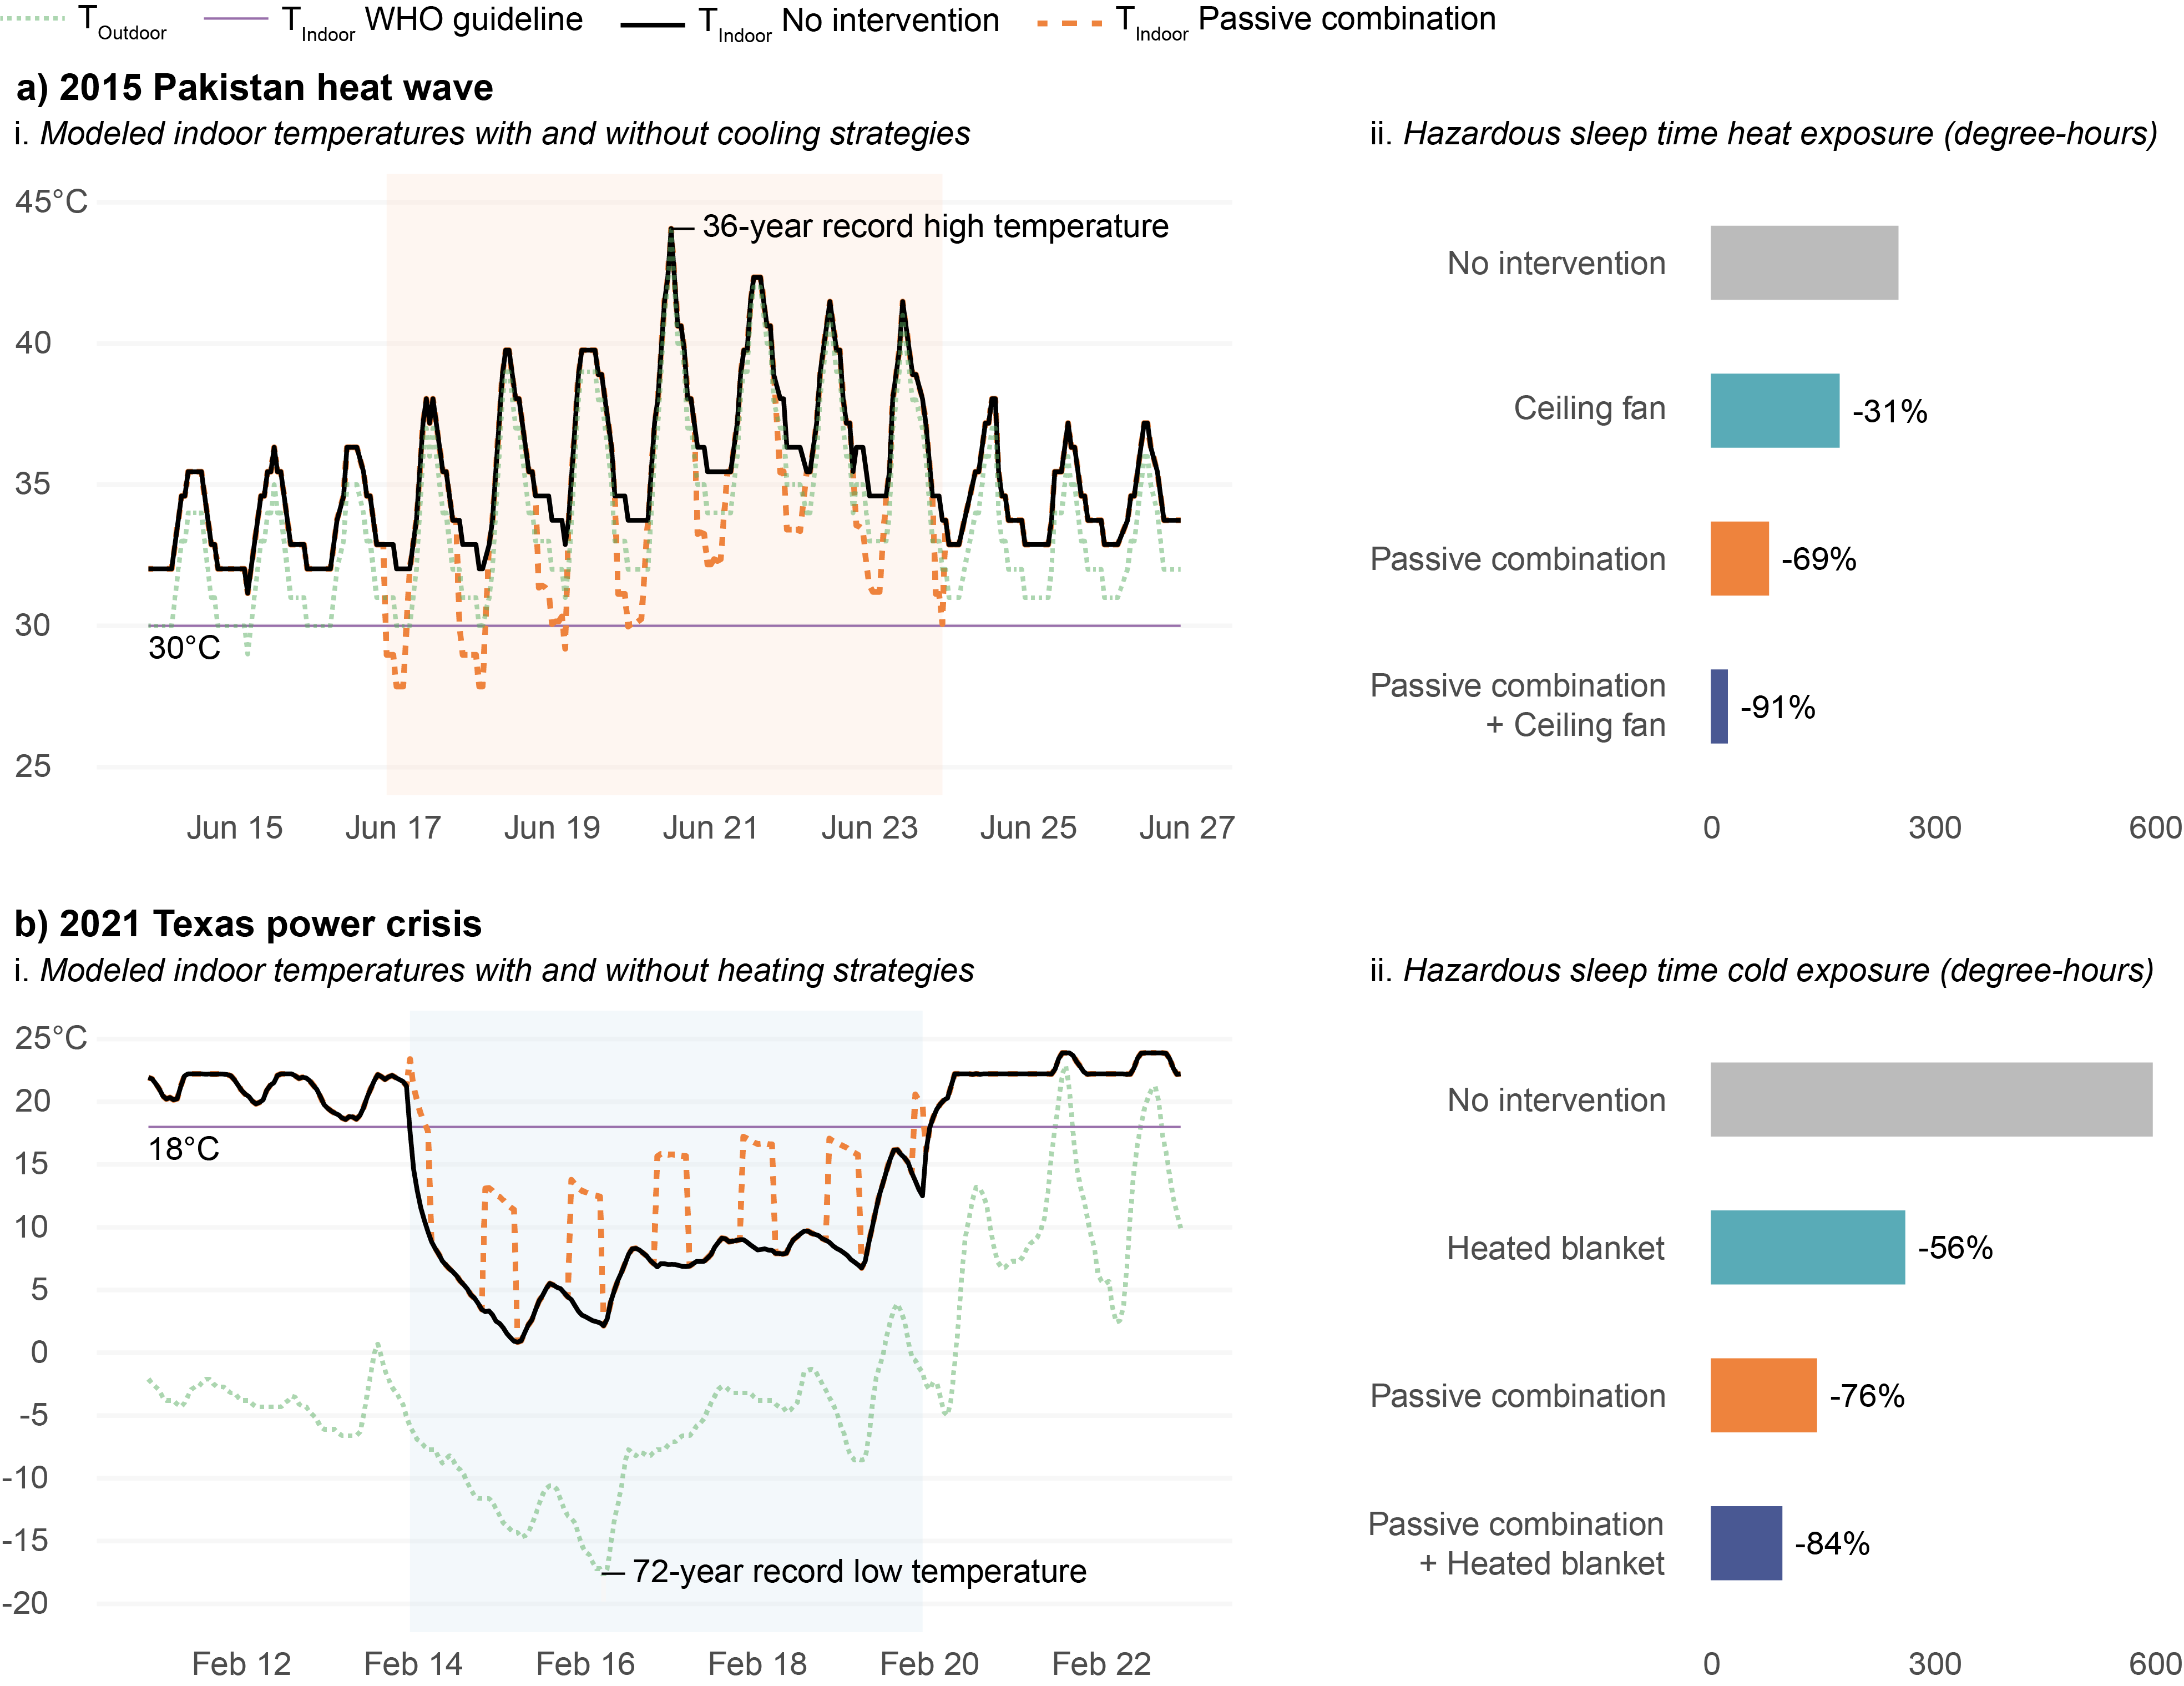 TOutdoor TIndoor WHO guideline TIndoor No intervention TIndoor Passive combination
a) 2015 Pakistan heat wave
i. Modeled indoor temperatures with and without cooling strategies
45°C
40
35
30
25
36-year record high temperature
30°C
Jun 15 Jun 17 Jun 19 Jun 21 Jun 23 Jun 25 Jun 27
ii. Hazardous sleep time heat exposure (degree-hours)
No intervention
Ceiling fan -31%
Passive combination -69%
Passive combination
+ Ceiling fan -91%
0 300 600
b) 2021 Texas power crisis
i. Modeled indoor temperatures with and without heating strategies
25°C
20
15
10
5
0
-5
-10
-15
-20
18°C
72-year record low temperature
Feb 12 Feb 14 Feb 16 Feb 18 Feb 20 Feb 22
ii. Hazardous sleep time cold exposure (degree-hours)
No intervention
Heated blanket -56%
Passive combination -76%
Passive combination
+ Heated blanket -84%
0 300 600